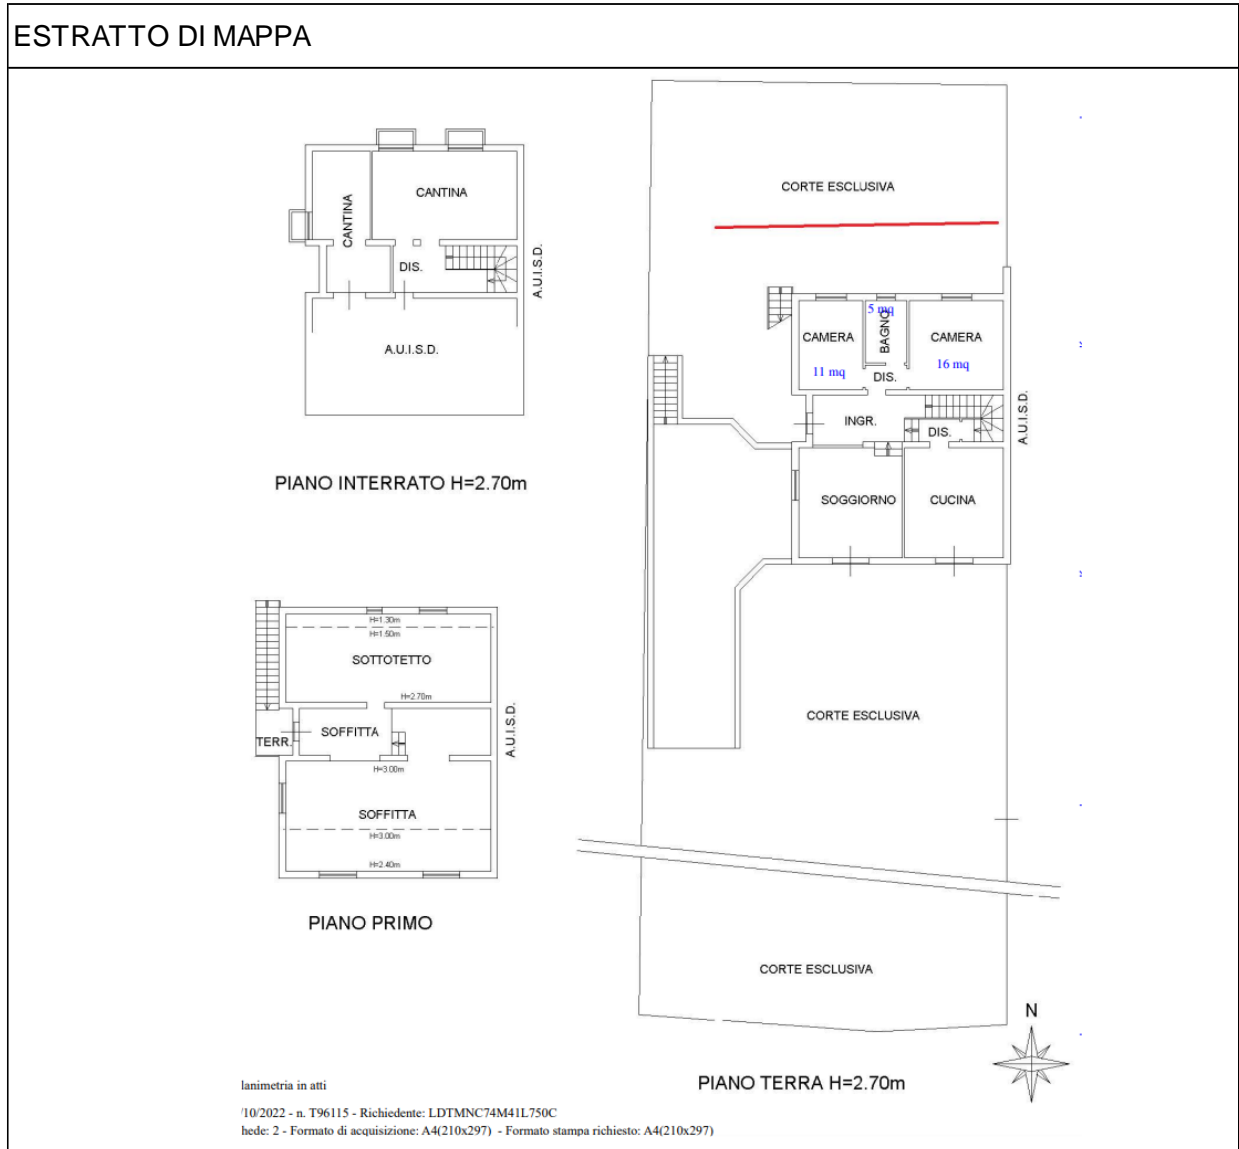 ESTRATTO DI MAPPA
CORTE ESCLUSIVA
CANTINA
CANTINA
DIS.
A.U.I.S.D.
A.U.I.S.D.
PIANO INTERRATO H=2.70m
5 mq
CAMERA
BAGNO
CAMERA
11 mq
16 mq
DIS.
INGR.
DIS.
A.U.I.S.D.
SOGGIORNO
CUCINA
H=1.30m
H=1.50m
SOTTOTETTO
H=2.70m
TERR.
SOFFITTA
A.U.I.S.D.
H=3.00m
SOFFITTA
H=3.00m
H=2.40m
PIANO PRIMO
CORTE ESCLUSIVA
CORTE ESCLUSIVA
N
PIANO TERRA H=2.70m
lanimetria in atti
/10/2022 - n. T96115 - Richiedente: LDTMNC74M41L750C
hede: 2 - Formato di acquisizione: A4(210x297) - Formato stampa richiesto: A4(210x297)